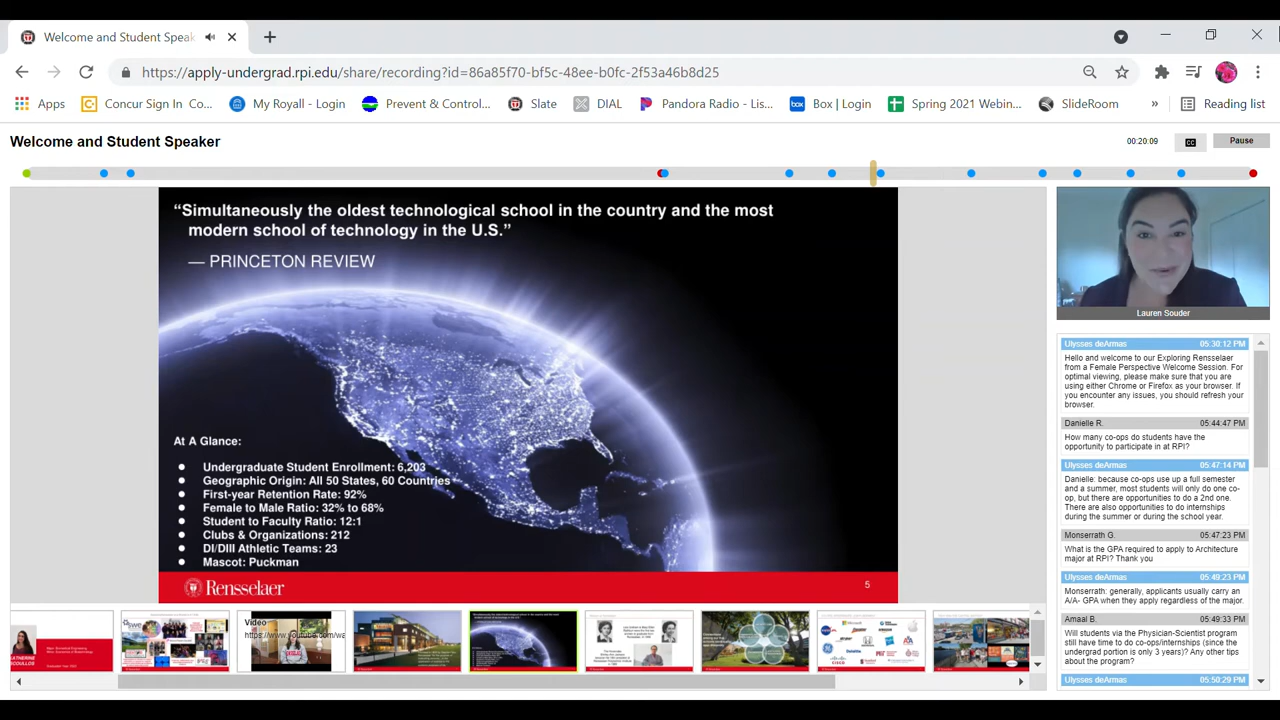 Welcome and Student Speak
https://apply-undergrad.rpi.edu/share/recording?id=86a85f70-bf5c-48ee-b0fc-2f53a46b8d25
Apps
Concur Sign In Co...
My Royall - Login
Prevent & Control...
Slate
DIAL
Pandora Radio - Lis...
Box | Login
Spring 2021 Webin...
SlideRoom
»
Reading list
Welcome and Student Speaker
00:20:09
CC
Pause
“Simultaneously the oldest technological school in the country and the most
modern school of technology in the U.S.”
— PRINCETON REVIEW
At A Glance:
● Undergraduate Student Enrollment: 6,203
● Geographic Origin: All 50 States, 60 Countries
● First-year Retention Rate: 92%
● Female to Male Ratio: 32% to 68%
● Student to Faculty Ratio: 12:1
● Clubs & Organizations: 212
● DI/DIII Athletic Teams: 23
● Mascot: Puckman
Rensselaer
5
Lauren Souder
Ulysses deArmas 05:30:12 PM
Hello and welcome to our Exploring Rensselaer
from a Female Perspective Welcome Session. For
optimal viewing, please make sure that you are
using either Chrome or Firefox as your browser. If
you encounter any issues, you should refresh your
browser.
Danielle R. 05:44:47 PM
How many co-ops do students have the
opportunity to participate in at RPI?
Ulysses deArmas 05:47:14 PM
Danielle: because co-ops use up a full semester
and a summer, most students will only do one co-
op, but there are opportunities to do a 2nd one.
There are also opportunities to do internships
during the summer or during the school year.
Monserrath G. 05:47:23 PM
What is the GPA required to apply to Architecture
major at RPI? Thank you
Ulysses deArmas 05:49:23 PM
Monserrath: generally, applicants usually carry an
A/A- GPA when they apply regardless of the major.
Amaal B. 05:49:33 PM
Will students via the Physician-Scientist program
still have time to do co-ops/internships (since the
undergrad portion is only 3 years)? Any other tips
about the program?
Ulysses deArmas 05:50:29 PM
Video
https://www.youtube.com/wa